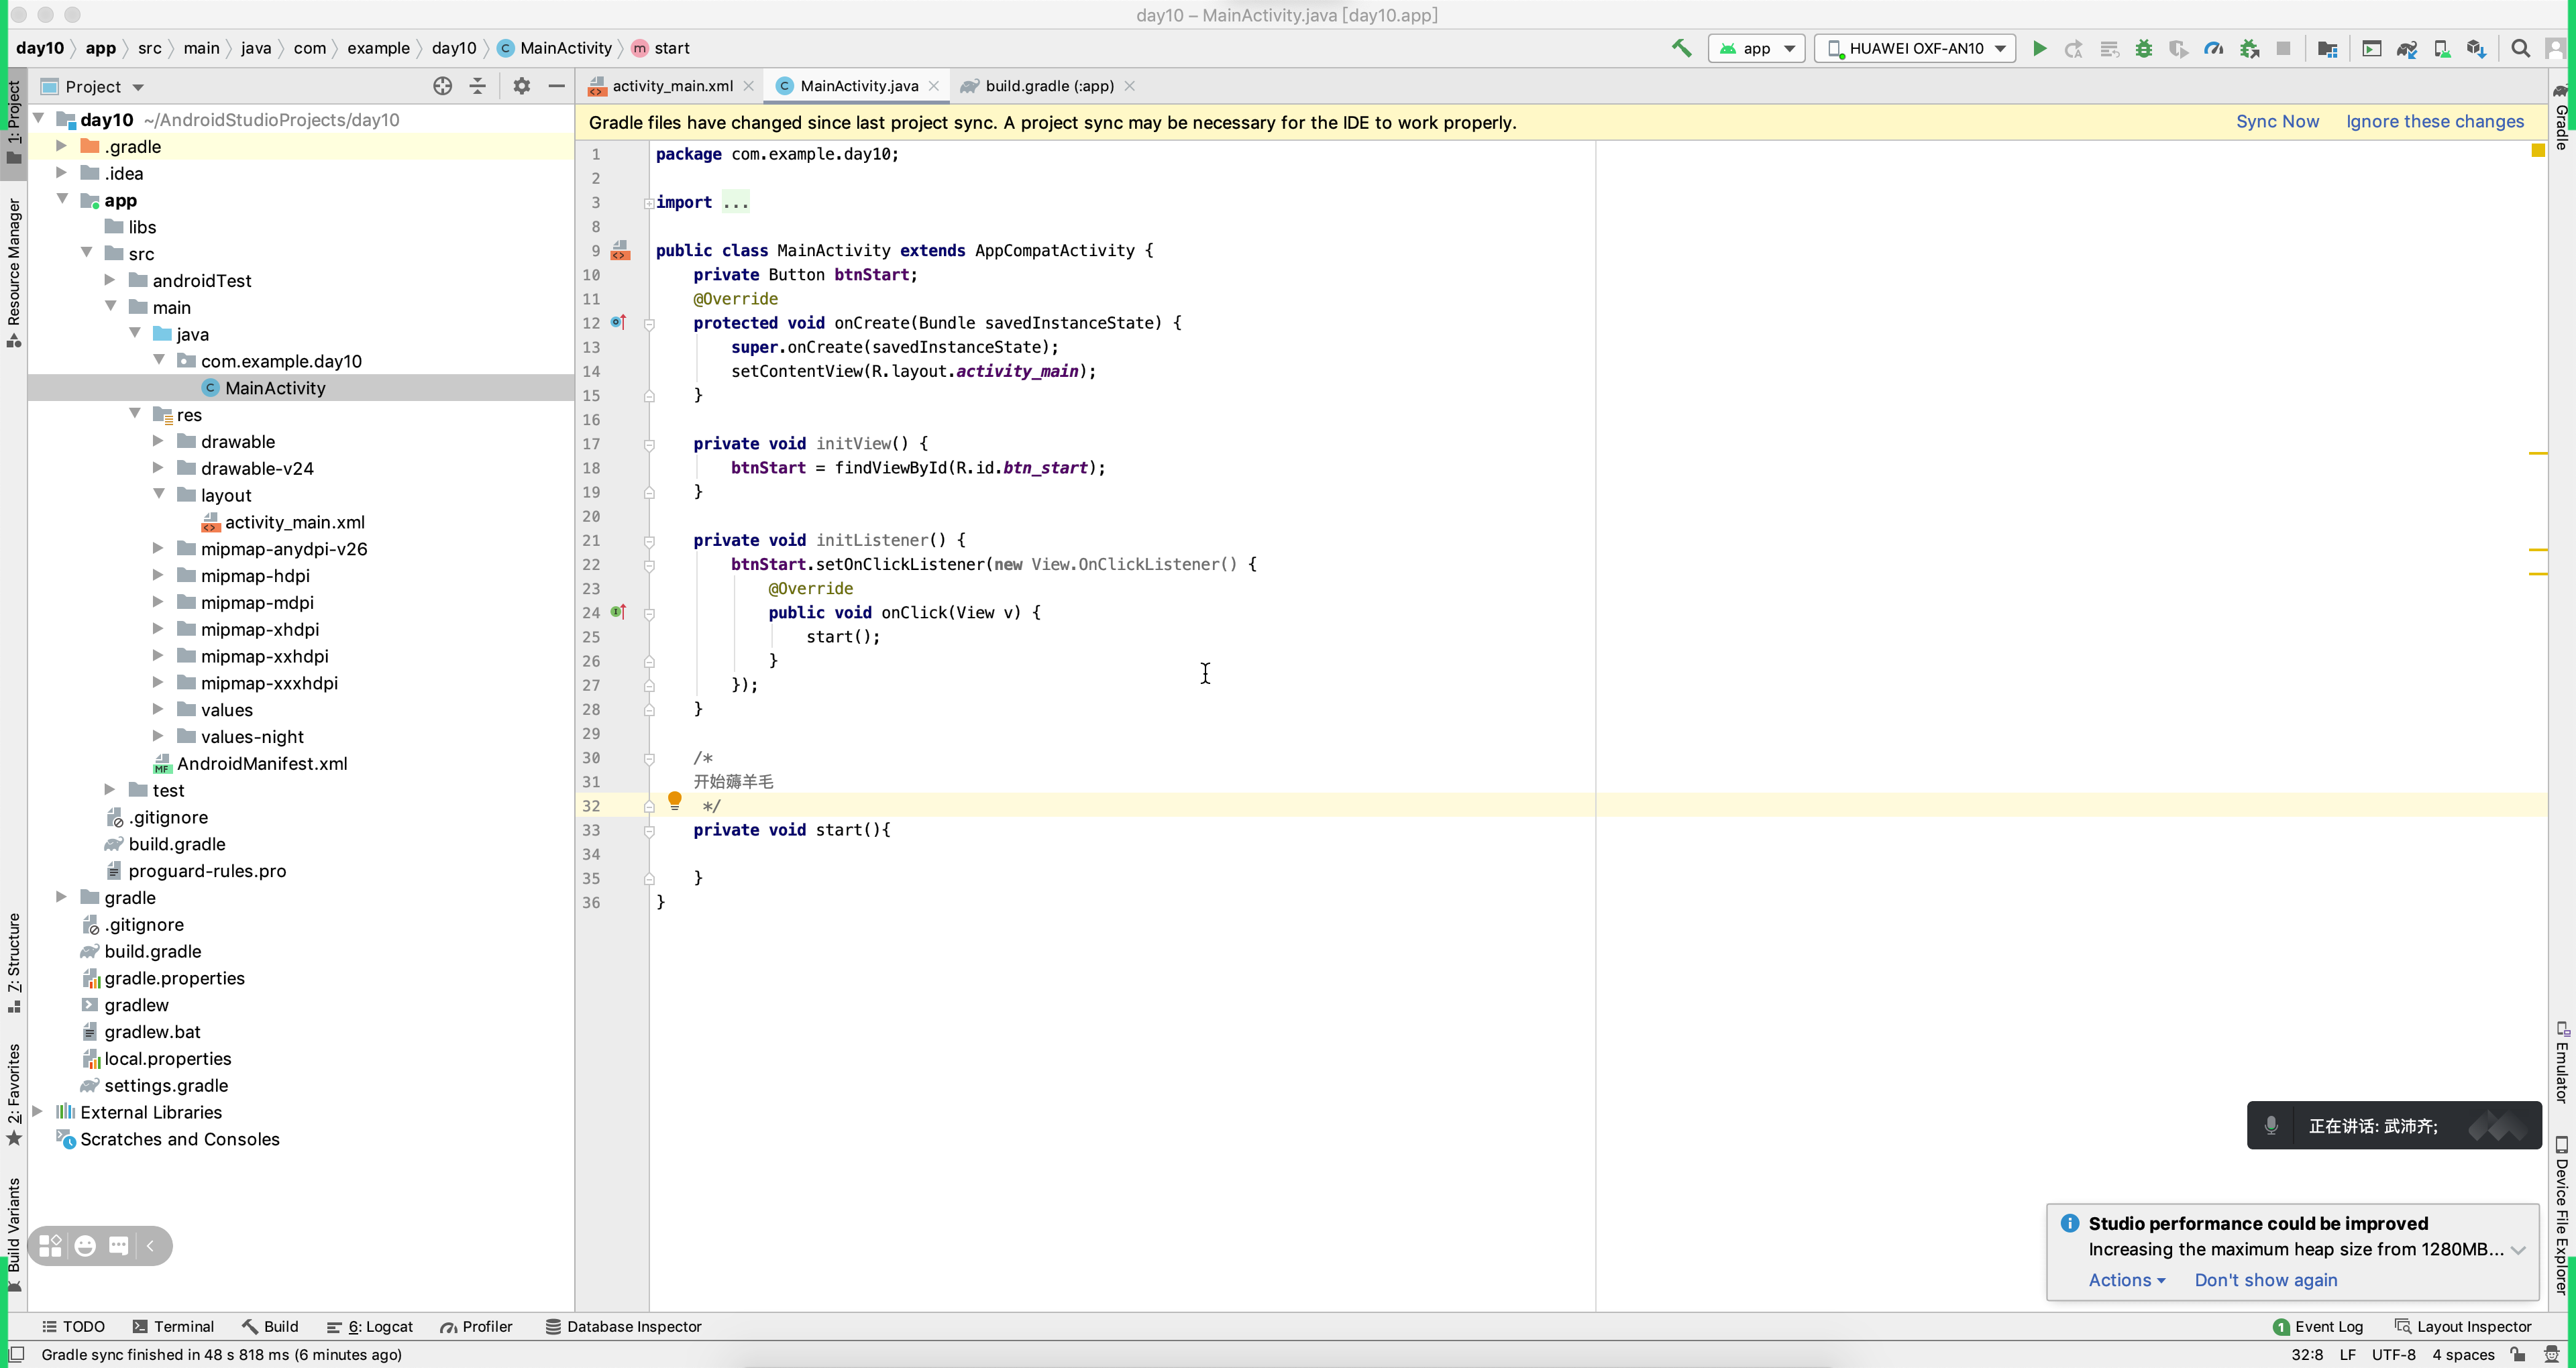 day10 – MainActivity.java [day10.app]
day10 app src main java com example day10 MainActivity start
app HUAWEI OXF-AN10
Project
activity_main.xml MainActivity.java build.gradle (:app)
Gradle files have changed since last project sync. A project sync may be necessary for the IDE to work properly. Sync Now Ignore these changes
1: Project
Resource Manager
7: Structure
2: Favorites
Build Variants
day10 ~/AndroidStudioProjects/day10
.gradle
.idea
app
libs
src
androidTest
main
java
com.example.day10
MainActivity
res
drawable
drawable-v24
layout
activity_main.xml
mipmap-anydpi-v26
mipmap-hdpi
mipmap-mdpi
mipmap-xhdpi
mipmap-xxhdpi
mipmap-xxxhdpi
values
values-night
AndroidManifest.xml
test
.gitignore
build.gradle
proguard-rules.pro
gradle
.gitignore
build.gradle
gradle.properties
gradlew
gradlew.bat
local.properties
settings.gradle
External Libraries
Scratches and Consoles
1 package com.example.day10;
2
3 import ...
8
9 public class MainActivity extends AppCompatActivity {
10 private Button btnStart;
11 @Override
12 protected void onCreate(Bundle savedInstanceState) {
13 super.onCreate(savedInstanceState);
14 setContentView(R.layout.activity_main);
15 }
16
17 private void initView() {
18 btnStart = findViewById(R.id.btn_start);
19 }
20
21 private void initListener() {
22 btnStart.setOnClickListener(new View.OnClickListener() {
23 @Override
24 public void onClick(View v) {
25 start();
26 }
27 });
28 }
29
30 /*
31 开始薅羊毛
32 */
33 private void start(){
34
35 }
36 }
Gradle
Emulator
Device File Explorer
正在讲话: 武沛齐;
Studio performance could be improved
Increasing the maximum heap size from 1280MB...
Actions Don't show again
TODO Terminal Build 6: Logcat Profiler Database Inspector 1 Event Log Layout Inspector
Gradle sync finished in 48 s 818 ms (6 minutes ago) 32:8 LF UTF-8 4 spaces